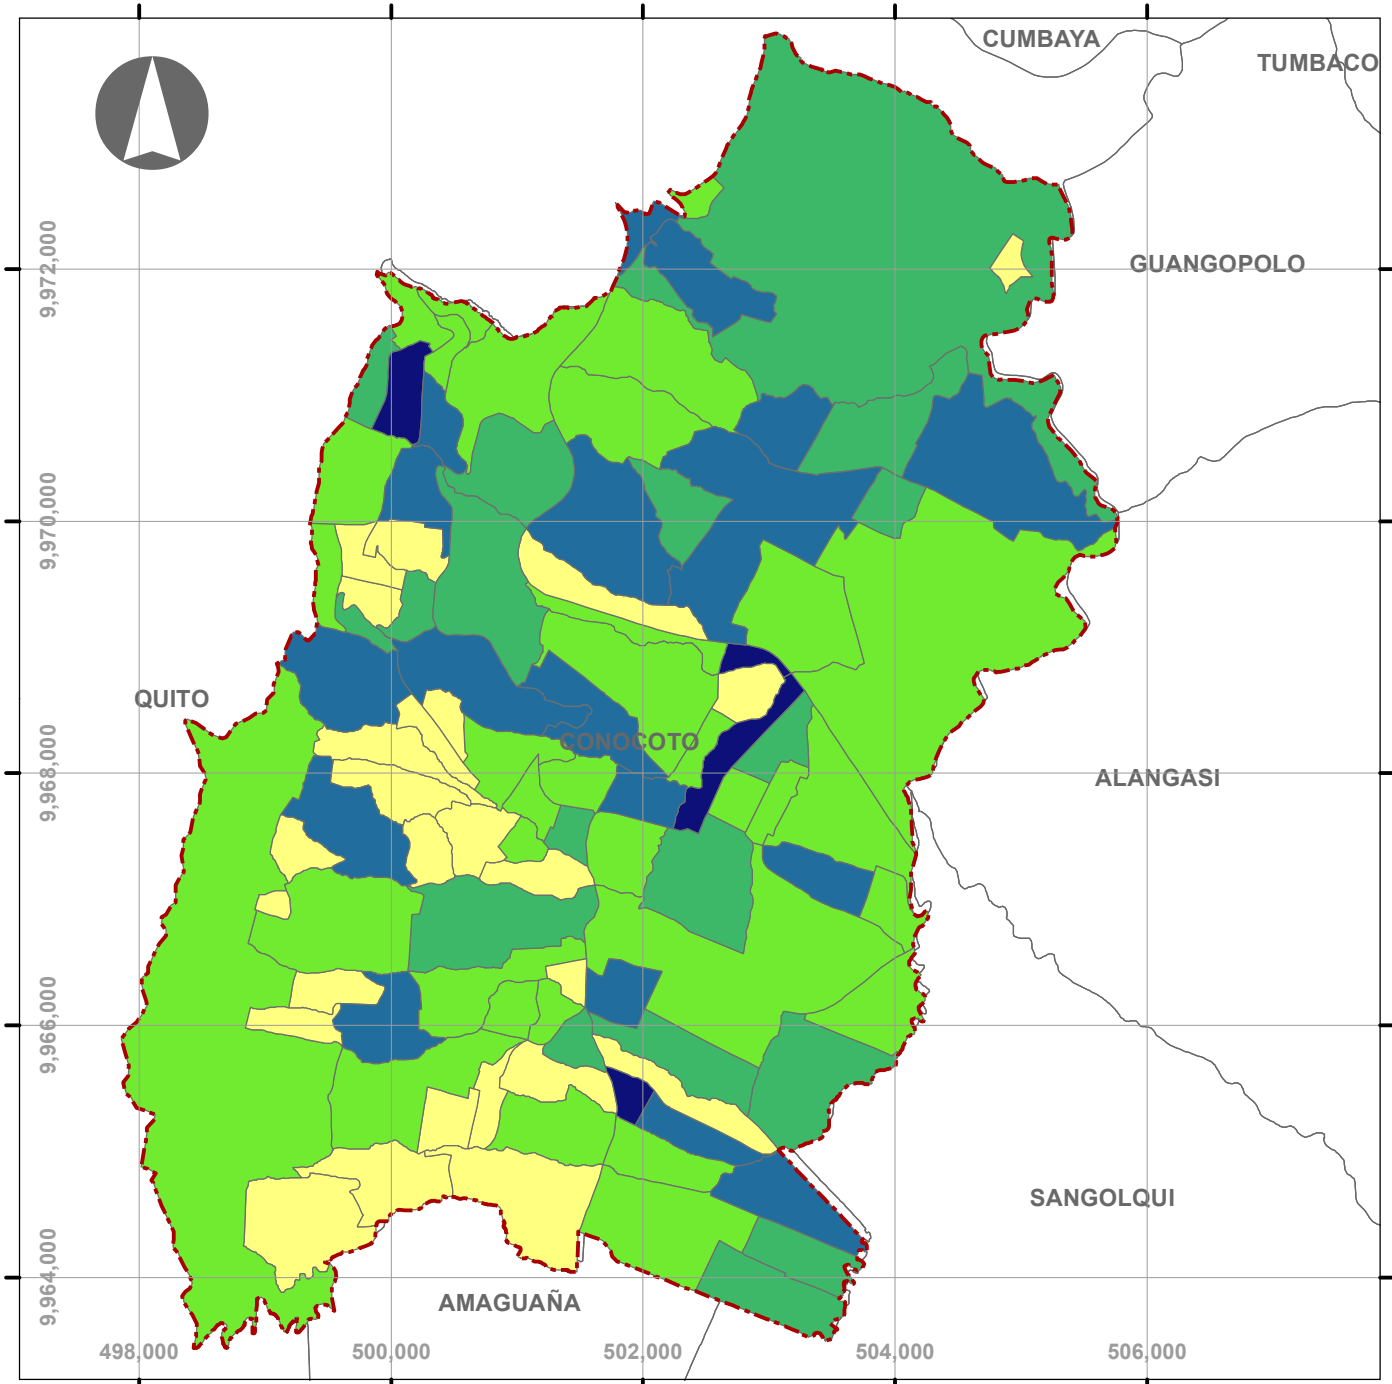 CUMBAYA
TUMBACO
GUANGOPOLO
9,972,000
9,970,000
QUITO
CONOCOTO
9,968,000
ALANGASI
9,966,000
SANGOLQUI
9,964,000
AMAGUAÑA
498,000
500,000
502,000
504,000
506,000